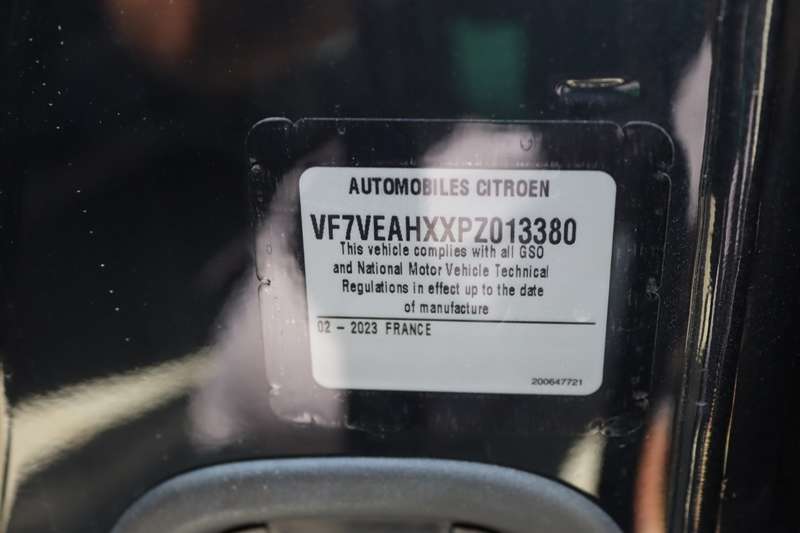 AUTOMOBILES CITROEN
VF7VEAHXXPZ013380
This vehicle complies with all GSO
and National Motor Vehicle Technical
Regulations in effect up to the date
of manufacture
02 – 2023 FRANCE
200647721